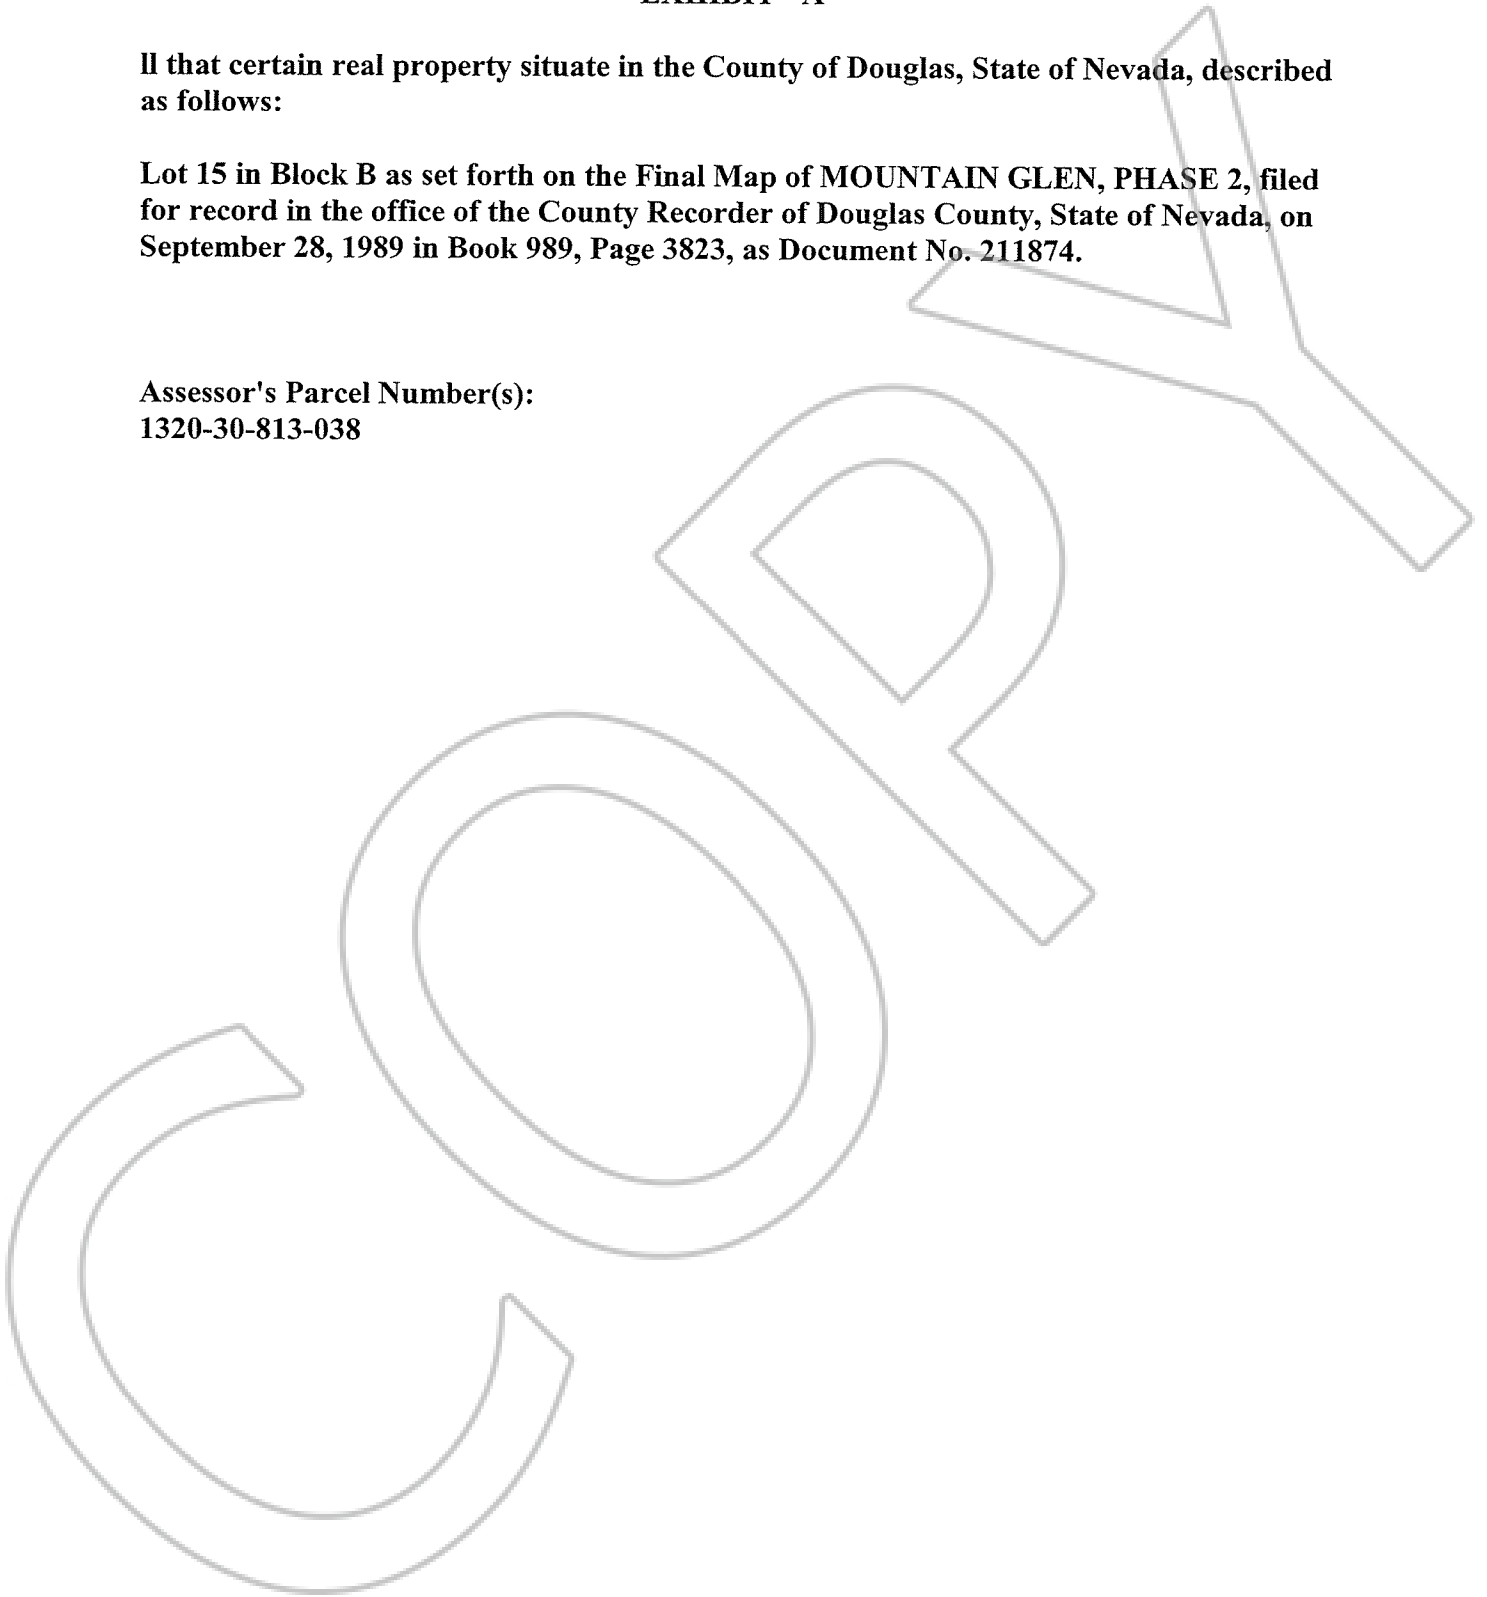 EXHIBIT "A"
ll that certain real property situate in the County of Douglas, State of Nevada, described
as follows:
Lot 15 in Block B as set forth on the Final Map of MOUNTAIN GLEN, PHASE 2, filed
for record in the office of the County Recorder of Douglas County, State of Nevada, on
September 28, 1989 in Book 989, Page 3823, as Document No. 211874.
Assessor's Parcel Number(s):
1320-30-813-038
COPY